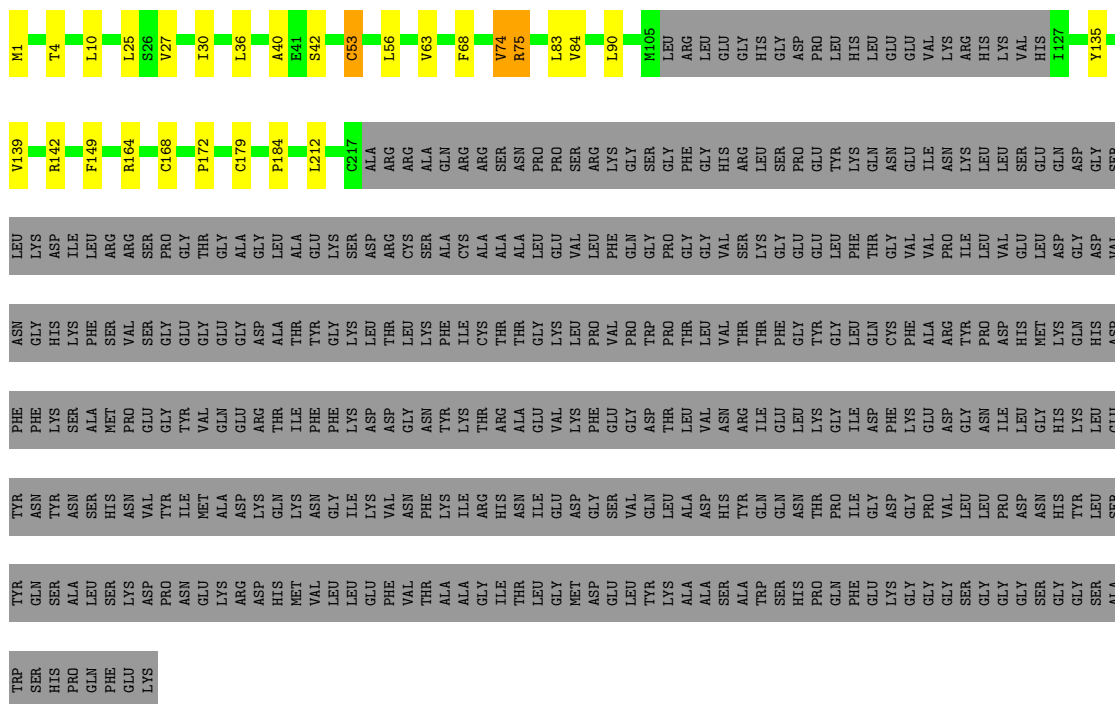 M1 T4 L10 L25 S26 V27 I30 L36 A40 E41 S42 C53 L56 V63 F68 V74 R75 L83 V84 L90 M105 LEU ARG LEU GLU GLY HIS GLY ASP PRO LEU HIS LEU GLU GLU VAL LYS ARG HIS LYS VAL HIS I127 Y135
V139 R142 F149 R164 C168 P172 C179 P184 L212 C217 ALA ARG ARG ALA GLN ARG ARG SER ASN PRO PRO SER ARG LYS GLY SER GLY PHE GLY HIS ARG LEU SER PRO GLU TYR LYS GLN ASN GLU ILE ASN LYS LEU LEU SER GLU GLN ASP GLY SER
LEU LYS ASP ILE LEU ARG ARG SER PRO GLY THR GLY ALA GLY LEU ALA GLU LYS SER ASP ARG CYS SER ALA CYS ALA ALA ALA LEU GLU VAL LEU PHE GLN GLY PRO GLY GLY VAL SER LYS GLY GLU GLU LEU PHE THR GLY VAL VAL PRO ILE LEU VAL GLU LEU ASP GLY ASP VAL
ASN GLY HIS LYS PHE SER VAL SER GLY GLU GLY GLU GLY ASP ALA THR TYR GLY LYS LEU THR LEU LYS PHE ILE CYS THR THR GLY LYS LEU PRO VAL PRO TRP PRO THR LEU VAL THR THR PHE GLY TYR GLY LEU GLN CYS PHE ALA ARG TYR PRO ASP HIS MET LYS GLN HIS ASP
PHE PHE LYS SER ALA MET PRO GLU GLY TYR VAL GLN GLU ARG THR ILE PHE PHE LYS ASP ASP GLY ASN TYR LYS THR ARG ALA GLU VAL LYS PHE GLU GLY ASP THR LEU VAL ASN ARG ILE GLU LEU LYS GLY ILE ASP PHE LYS GLU ASP GLY ASN ILE LEU GLY HIS LYS LEU GLU
TYR ASN TYR ASN SER HIS ASN VAL TYR ILE MET ALA ASP LYS GLN LYS ASN GLY ILE LYS VAL ASN PHE LYS ILE ARG HIS ASN ILE GLU ASP GLY SER VAL GLN LEU ALA ASP HIS TYR GLN GLN ASN THR PRO ILE GLY ASP GLY PRO VAL LEU LEU PRO ASP ASN HIS TYR LEU SER
TYR GLN SER ALA LEU SER LYS ASP PRO ASN GLU LYS ARG ASP HIS MET VAL LEU LEU GLU PHE VAL THR ALA ALA GLY ILE THR LEU GLY MET ASP GLU LEU TYR LYS ALA ALA SER ALA TRP SER HIS PRO GLN PHE GLU LYS GLY GLY GLY SER GLY GLY GLY SER GLY GLY SER ALA
TRP SER HIS PRO GLN PHE GLU LYS